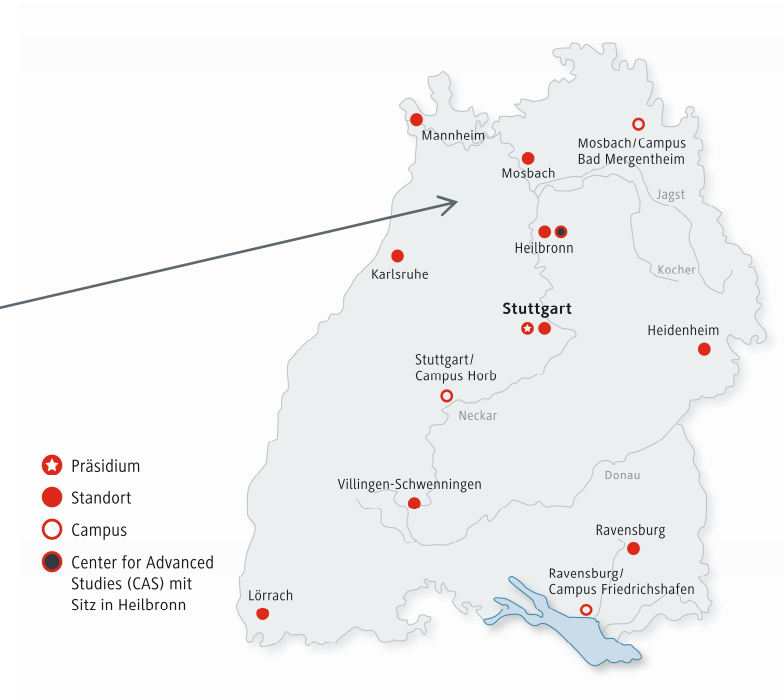 Mannheim
Mosbach/Campus
Bad Mergentheim
Mosbach
Jagst
Heilbronn
Kocher
Karlsruhe
Stuttgart
Heidenheim
Stuttgart/
Campus Horb
Neckar
Präsidium
Standort
Campus
Center for Advanced
Studies (CAS) mit
Sitz in Heilbronn
Villingen-Schwenningen
Donau
Ravensburg
Ravensburg/
Campus Friedrichshafen
Lörrach